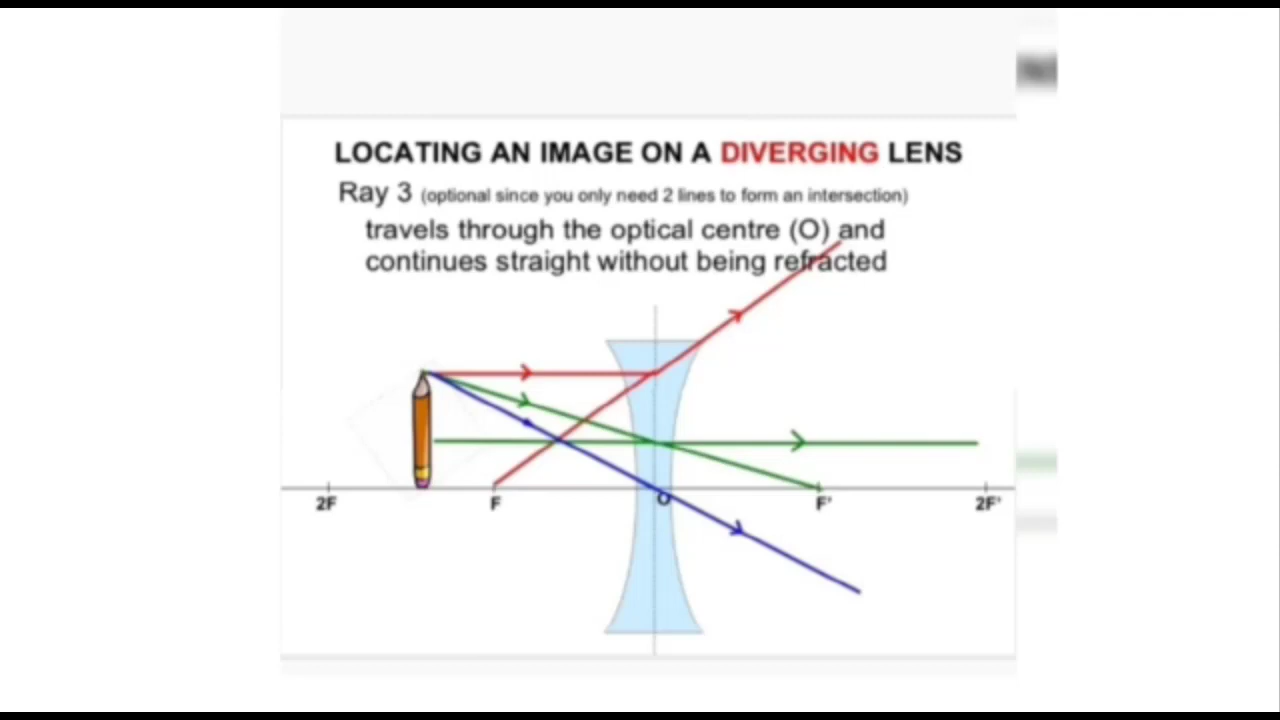 LOCATING AN IMAGE ON A DIVERGING LENS
Ray 3 (optional since you only need 2 lines to form an intersection)
travels through the optical centre (O) and
continues straight without being refracted
2F F O F' 2F'